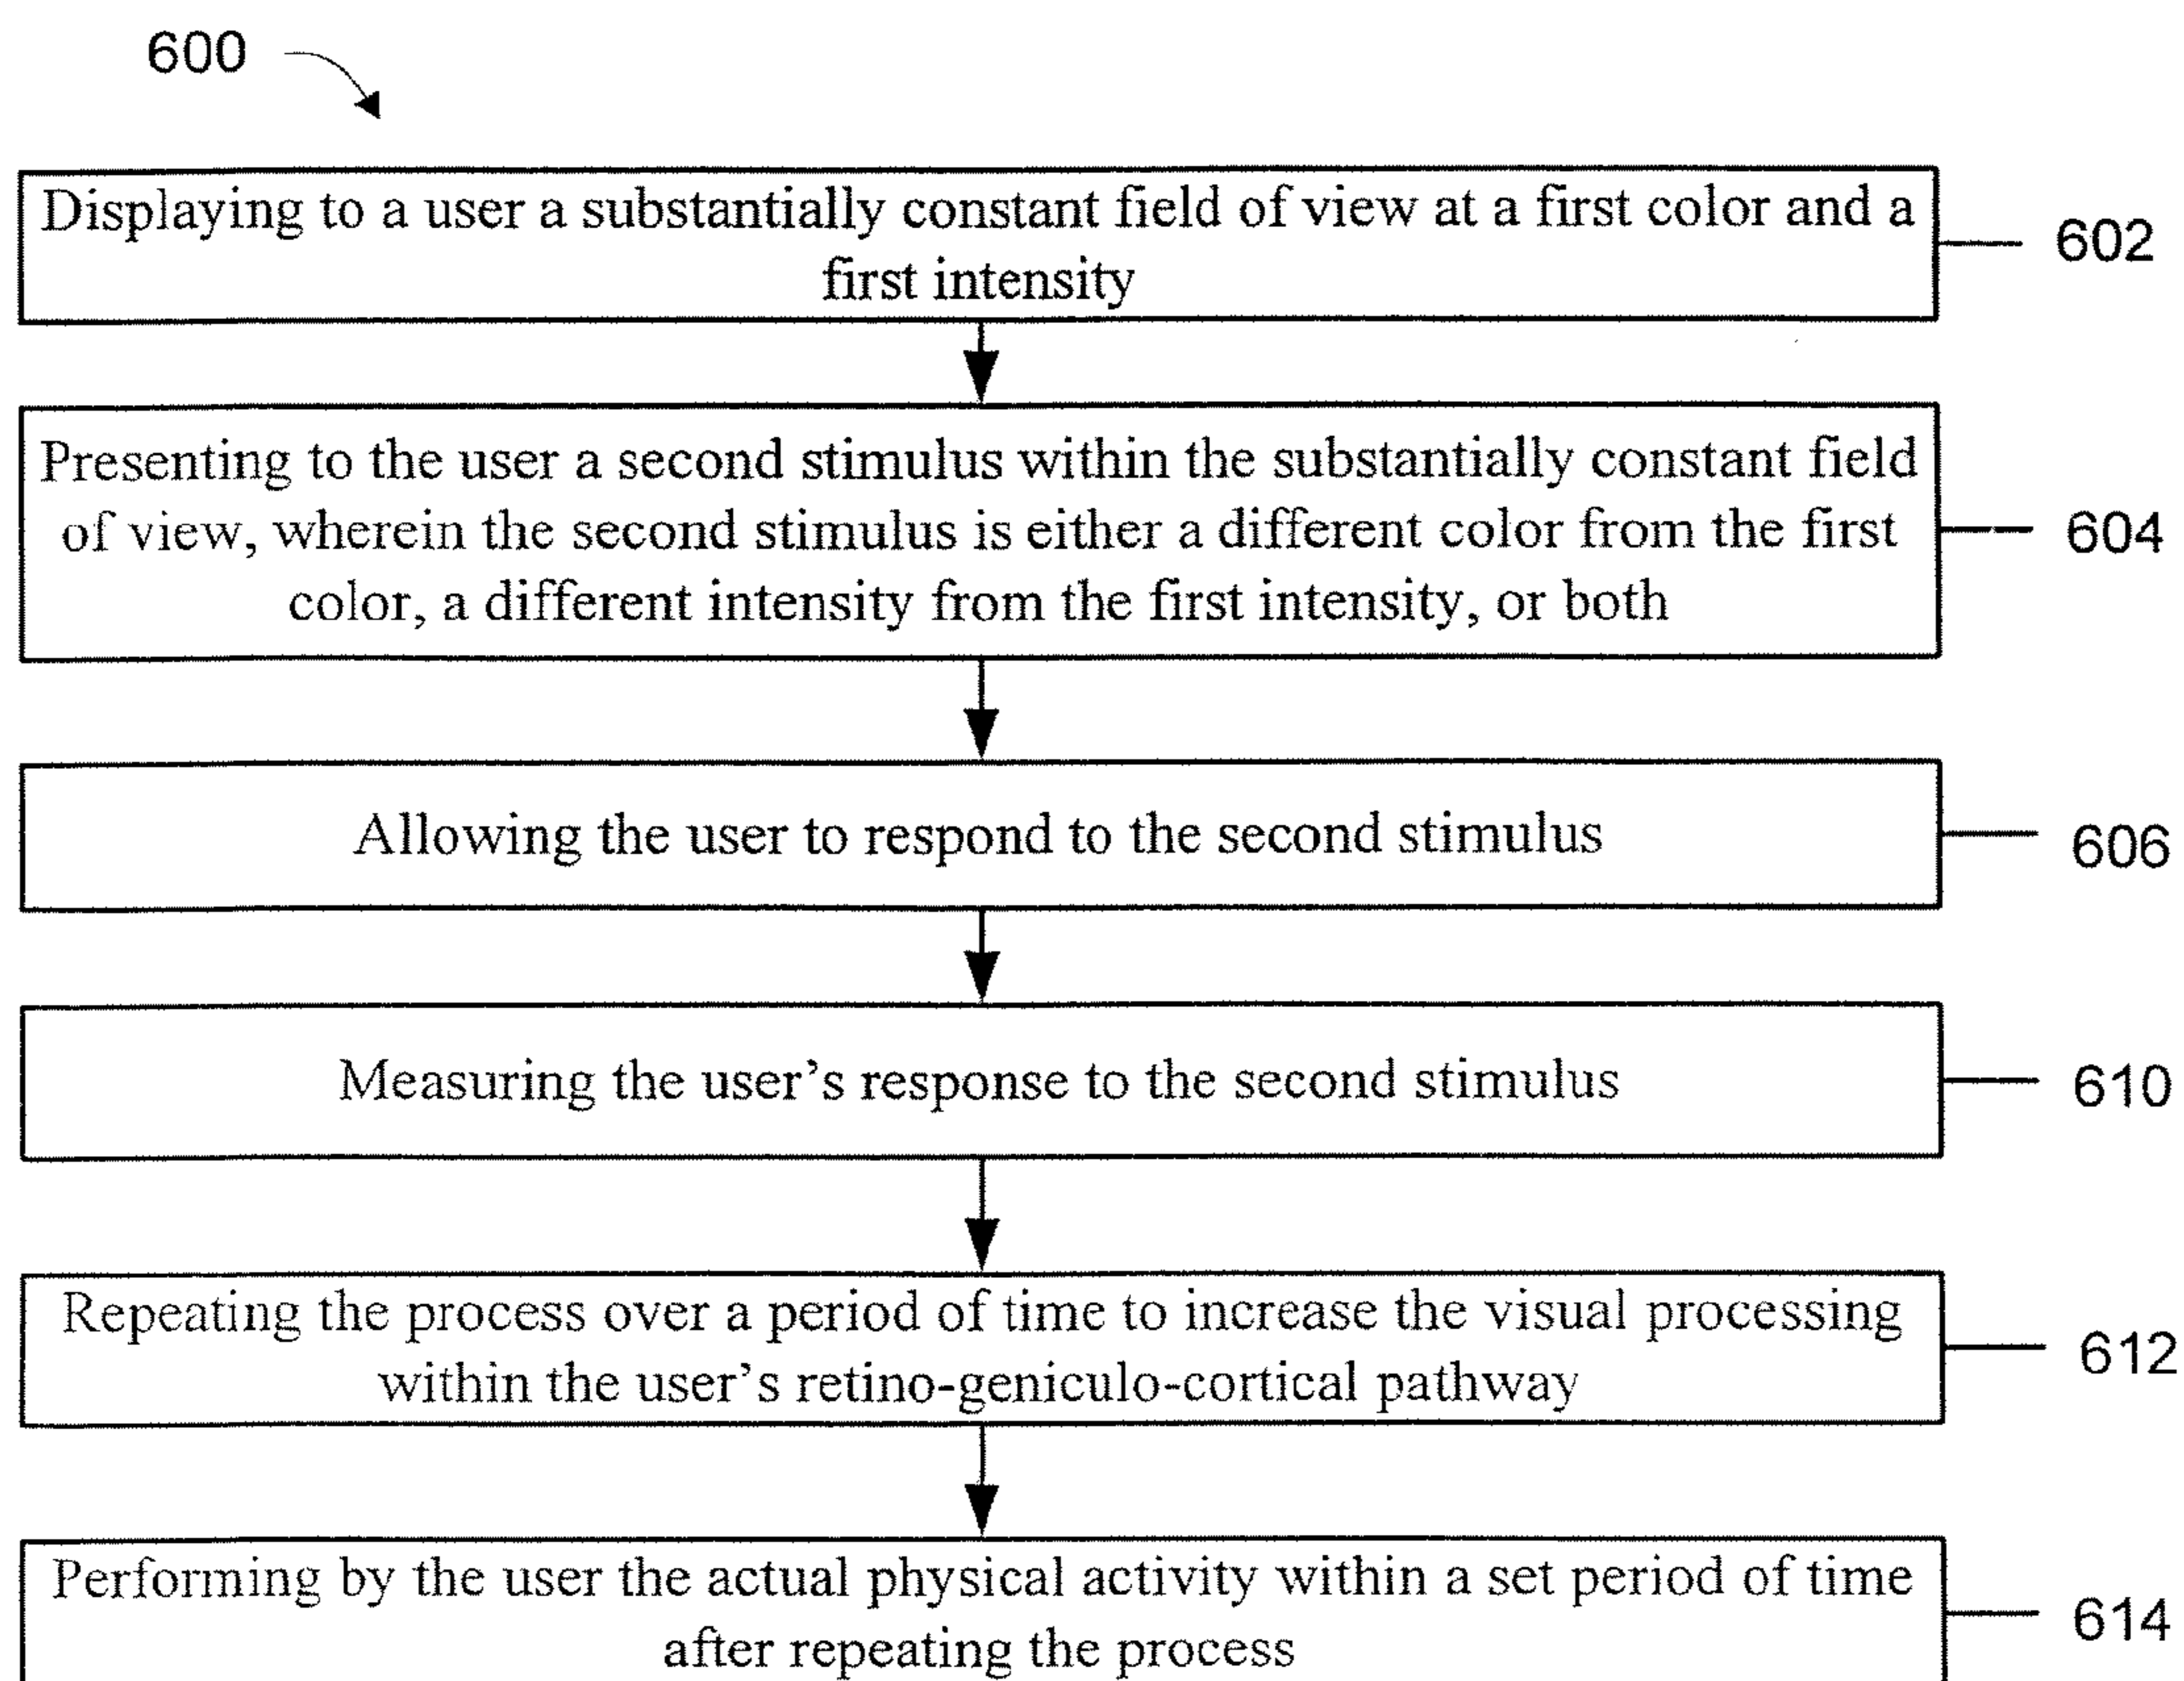 600
Displaying to a user a substantially constant field of view at a first color and a
first intensity
602
Presenting to the user a second stimulus within the substantially constant field
of view, wherein the second stimulus is either a different color from the first
color, a different intensity from the first intensity, or both
604
Allowing the user to respond to the second stimulus
606
Measuring the user’s response to the second stimulus
610
Repeating the process over a period of time to increase the visual processing
within the user’s retino-geniculo-cortical pathway
612
Performing by the user the actual physical activity within a set period of time
after repeating the process
614